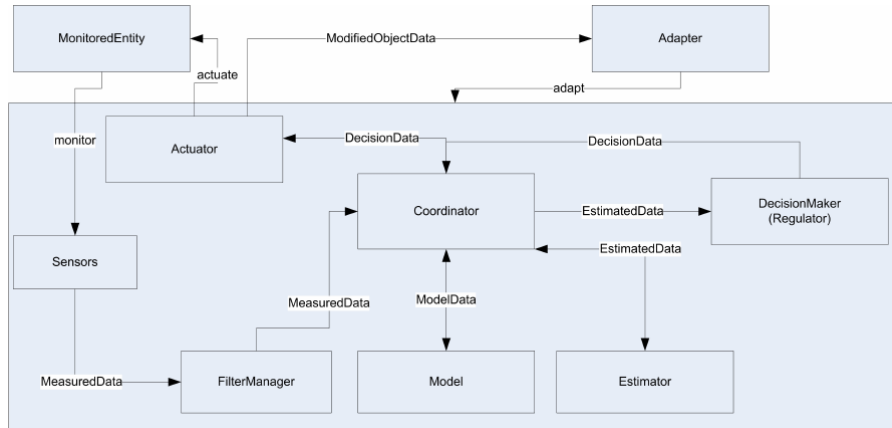 MonitoredEntity
ModifiedObjectData
Adapter
actuate
adapt
monitor
Actuator
DecisionData
DecisionData
Coordinator
EstimatedData
DecisionMaker
(Regulator)
Sensors
EstimatedData
MeasuredData
ModelData
MeasuredData
FilterManager
Model
Estimator